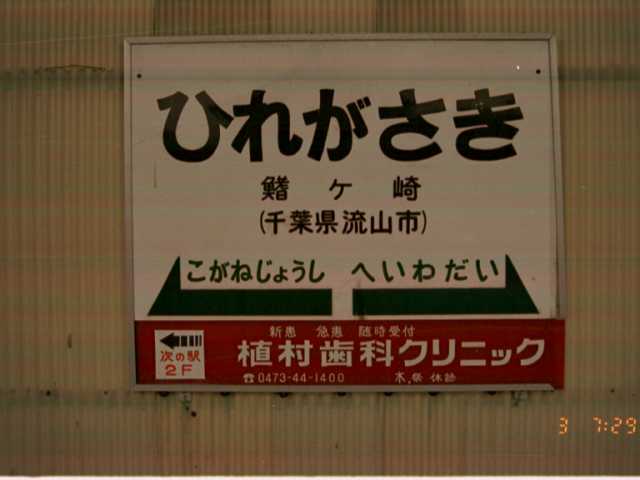 ひれがさき
鰭ヶ崎
(千葉県流山市)
こがねじょうし へいわだい
新患 急患 随時受付
植村歯科クリニック
☎0473-44-1400 木,祭 休診
次の駅
2F
3 7:29